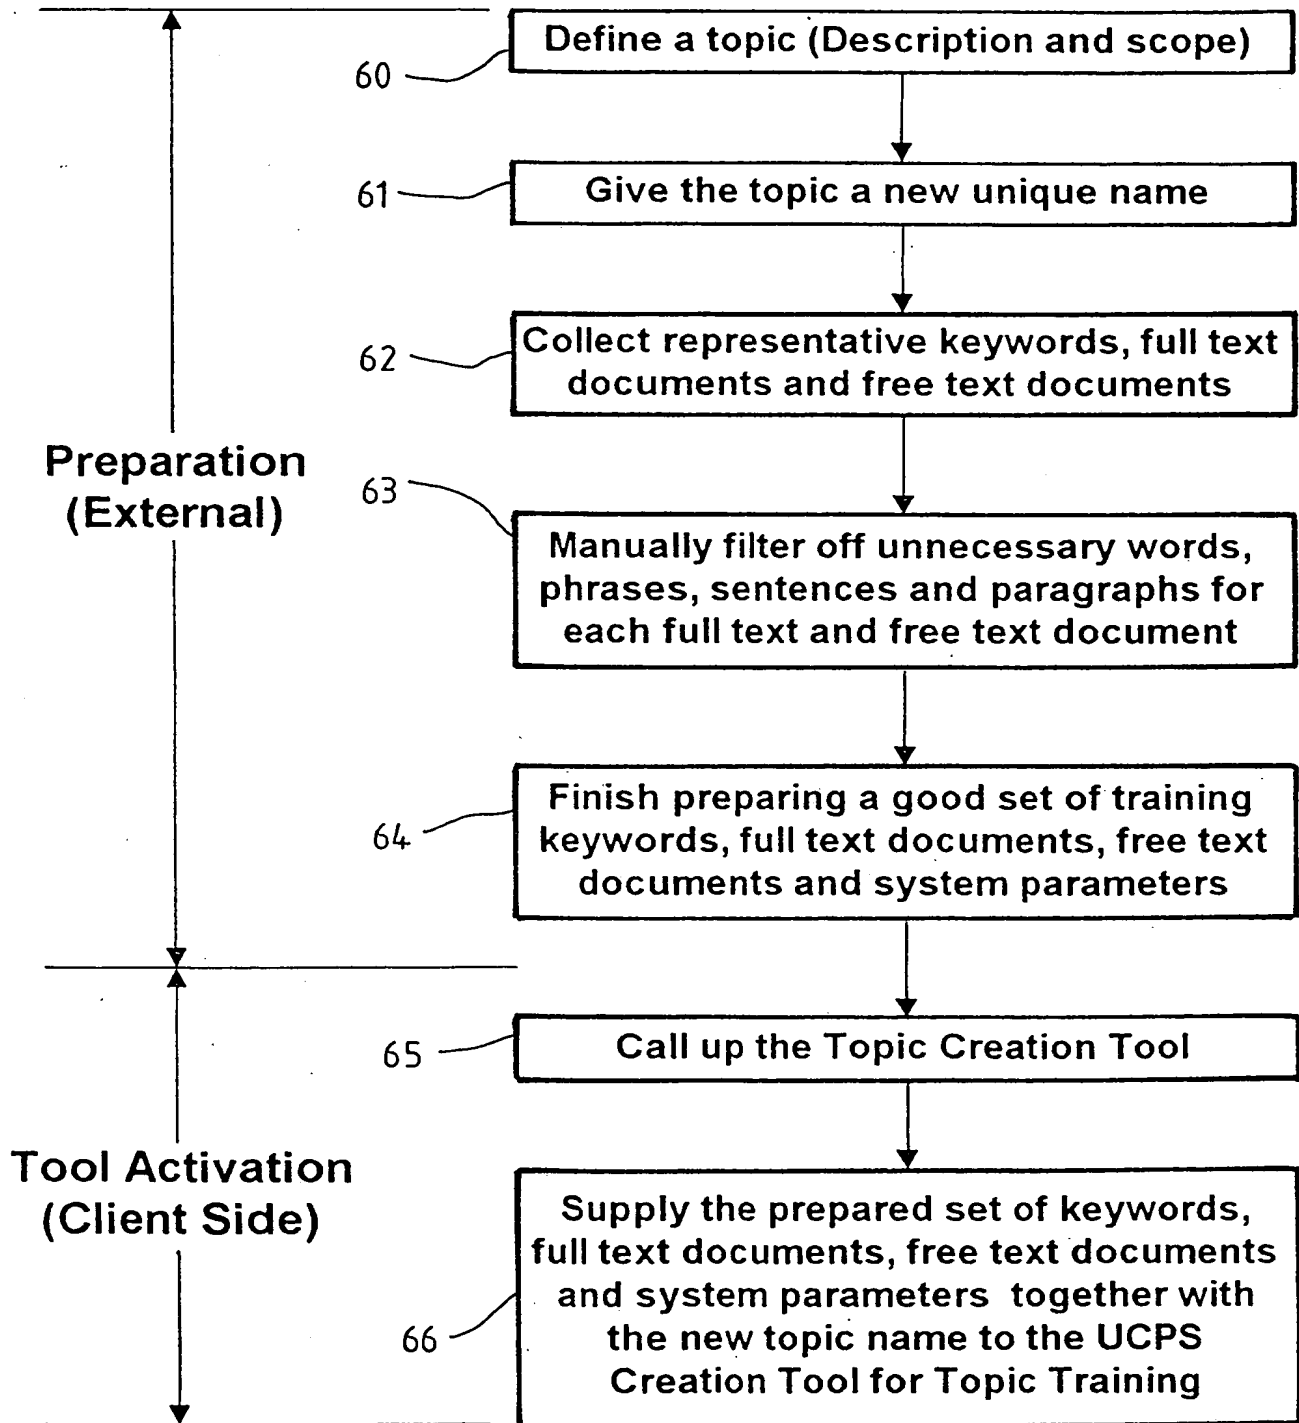 Define a topic (Description and scope)
60
61
Give the topic a new unique name
62
Collect representative keywords, full text
documents and free text documents
Preparation
(External)
63
Manually filter off unnecessary words,
phrases, sentences and paragraphs for
each full text and free text document
64
Finish preparing a good set of training
keywords, full text documents, free text
documents and system parameters
65
Call up the Topic Creation Tool
Tool Activation
(Client Side)
66
Supply the prepared set of keywords,
full text documents, free text documents
and system parameters together with
the new topic name to the UCPS
Creation Tool for Topic Training